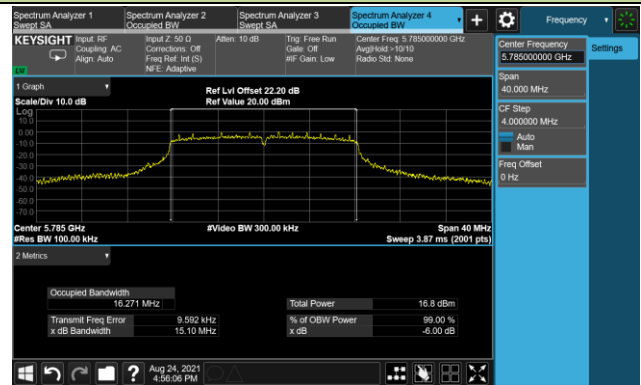 Spectrum Analyzer 1
Swept SA
Spectrum Analyzer 2
Occupied BW
Spectrum Analyzer 3
Swept SA
Spectrum Analyzer 4
Occupied BW
Frequency
KEYSIGHT
Input: RF
Coupling: AC
Align: Auto
Input Z: 50 Ω
Corrections: Off
Freq Ref: Int (S)
NFE: Adaptive
Atten: 10 dB
Trig: Free Run
Gate: Off
#IF Gain: Low
Center Freq: 5.785000000 GHz
Avg|Hold:>10/10
Radio Std: None
Center Frequency
5.785000000 GHz
Settings
Span
40.000 MHz
CF Step
4.000000 MHz
Auto
Man
Freq Offset
0 Hz
1 Graph
Scale/Div 10.0 dB
Ref Lvl Offset 22.20 dB
Ref Value 20.00 dBm
Log
10.0
0.00
-10.0
-20.0
-30.0
-40.0
-50.0
-60.0
-70.0
Center 5.785 GHz
#Res BW 100.00 kHz
#Video BW 300.00 kHz
Span 40 MHz
Sweep 3.87 ms (2001 pts)
2 Metrics
Occupied Bandwidth
16.271 MHz
Total Power 16.8 dBm
Transmit Freq Error 9.592 kHz
% of OBW Power 99.00 %
x dB Bandwidth 15.10 MHz
x dB -6.00 dB
?
Aug 24, 2021
4:56:06 PM